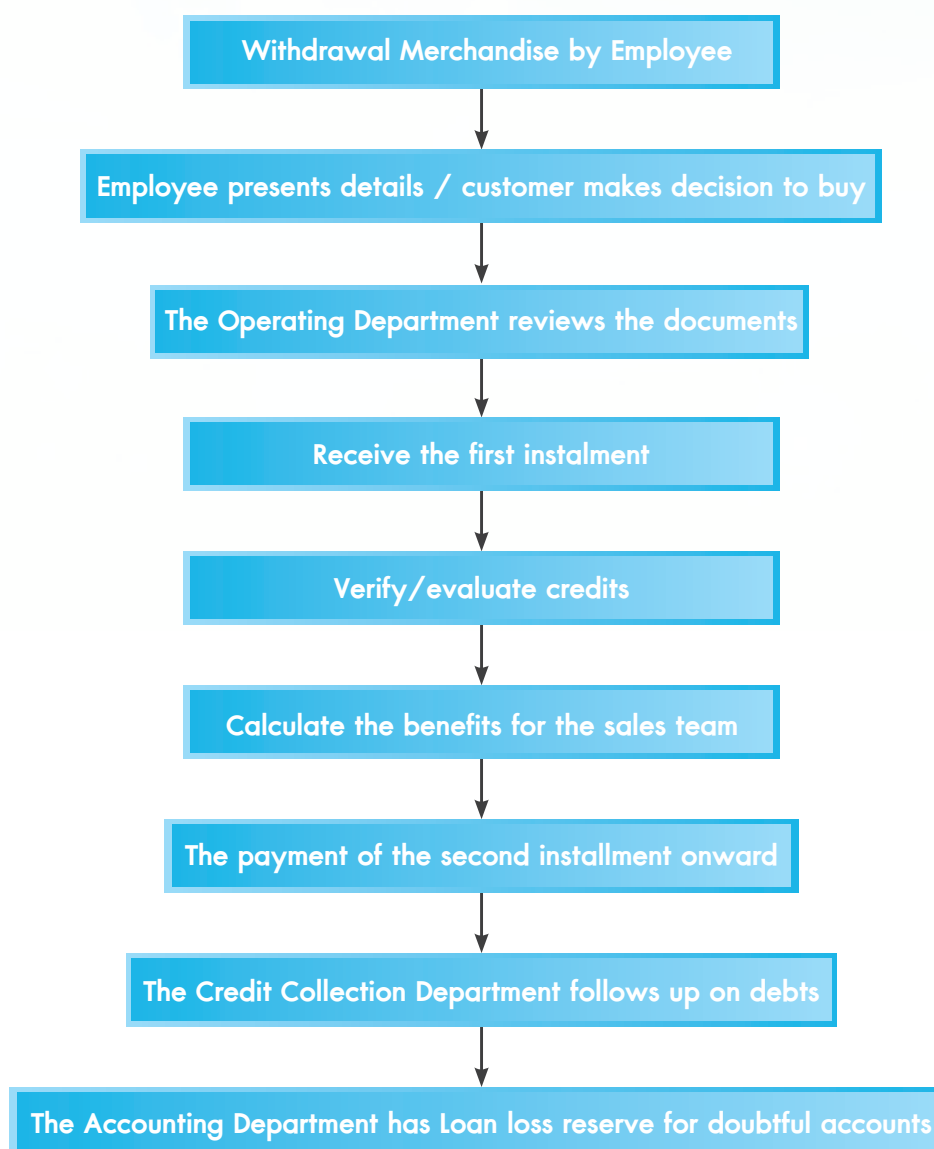 Withdrawal Merchandise by Employee
Employee presents details / customer makes decision to buy
The Operating Department reviews the documents
Receive the first instalment
Verify/evaluate credits
Calculate the benefits for the sales team
The payment of the second installment onward
The Credit Collection Department follows up on debts
The Accounting Department has Loan loss reserve for doubtful accounts